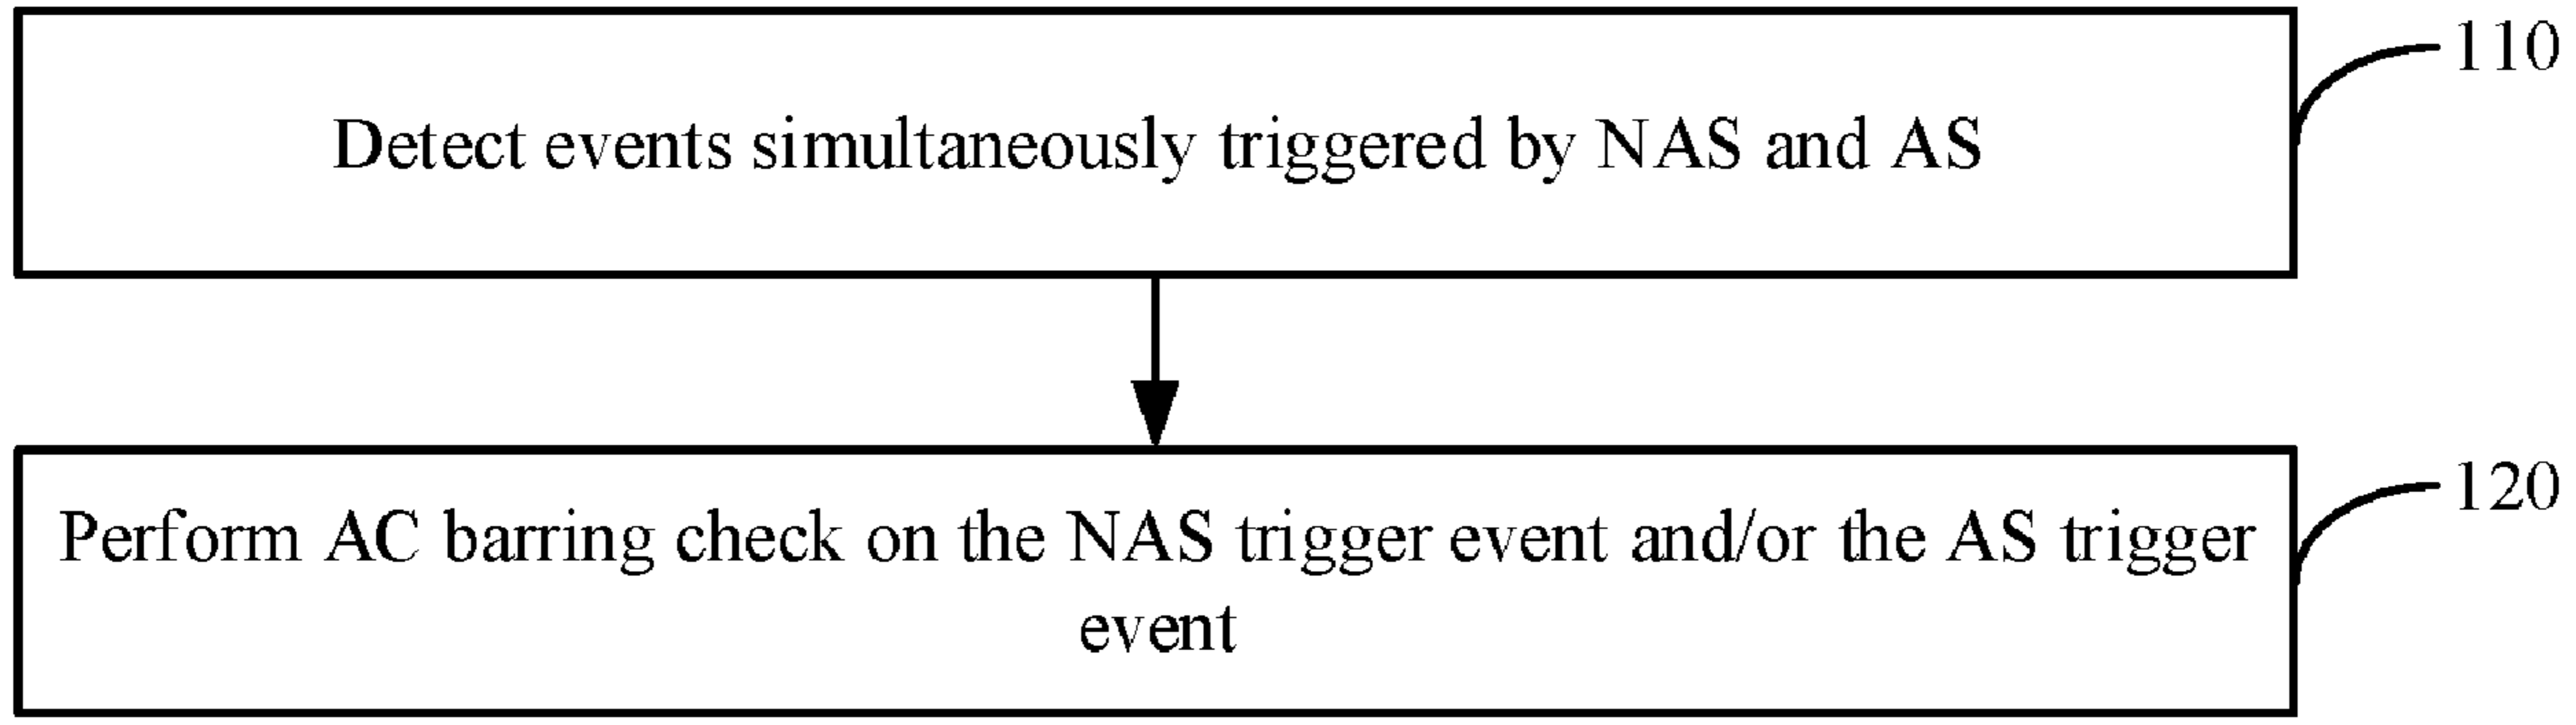 110
Detect events simultaneously triggered by NAS and AS
120
Perform AC barring check on the NAS trigger event and/or the AS trigger
event